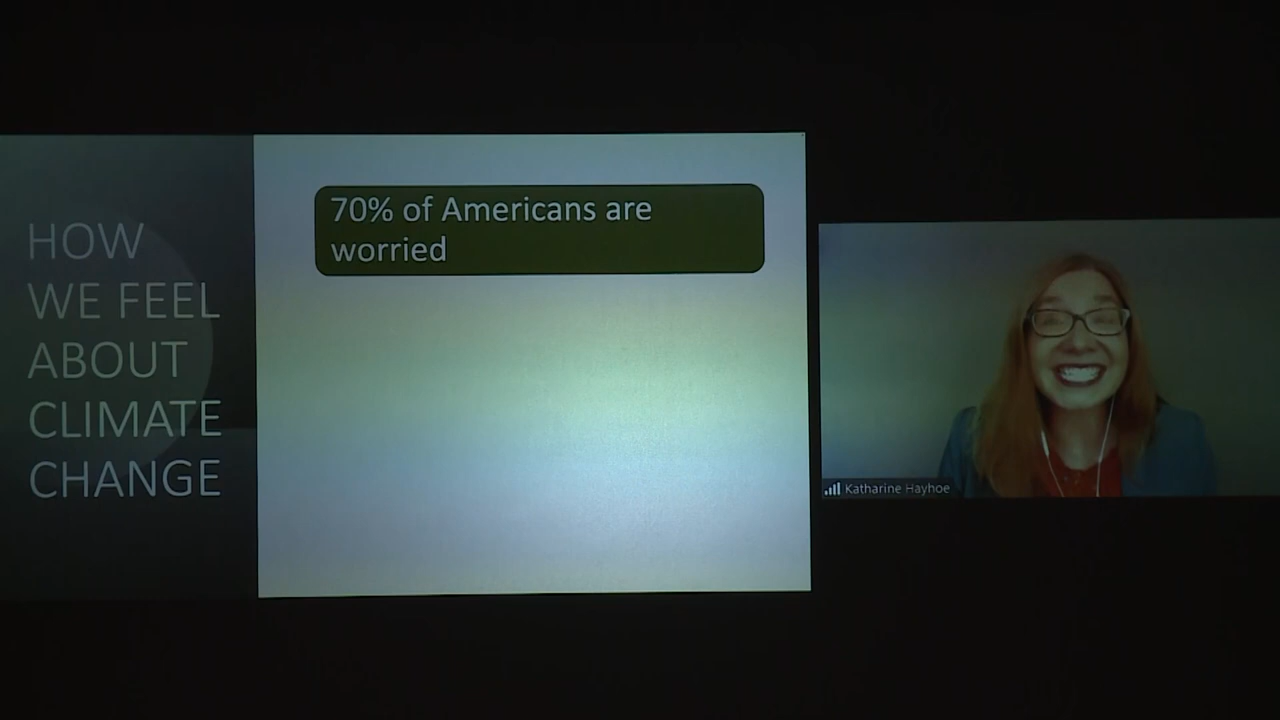 HOW
WE FEEL
ABOUT
CLIMATE
CHANGE
70% of Americans are
worried
Katharine Hayhoe